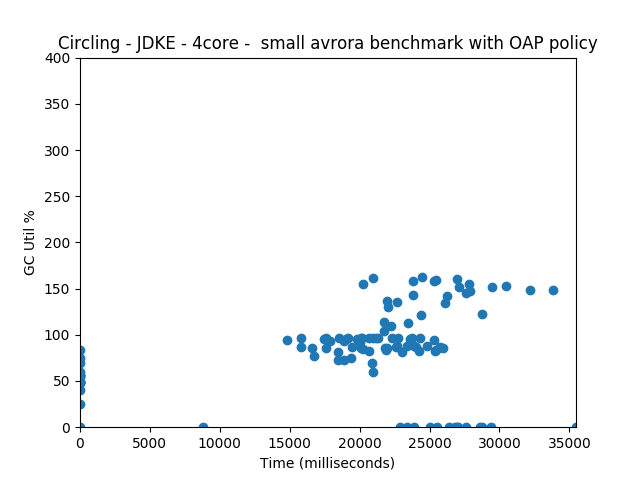 Circling - JDKE - 4core -  small avrora benchmark with OAP policy
400
350
300
250
200
150
100
50
0
GC Util %
0 5000 10000 15000 20000 25000 30000 35000
Time (milliseconds)